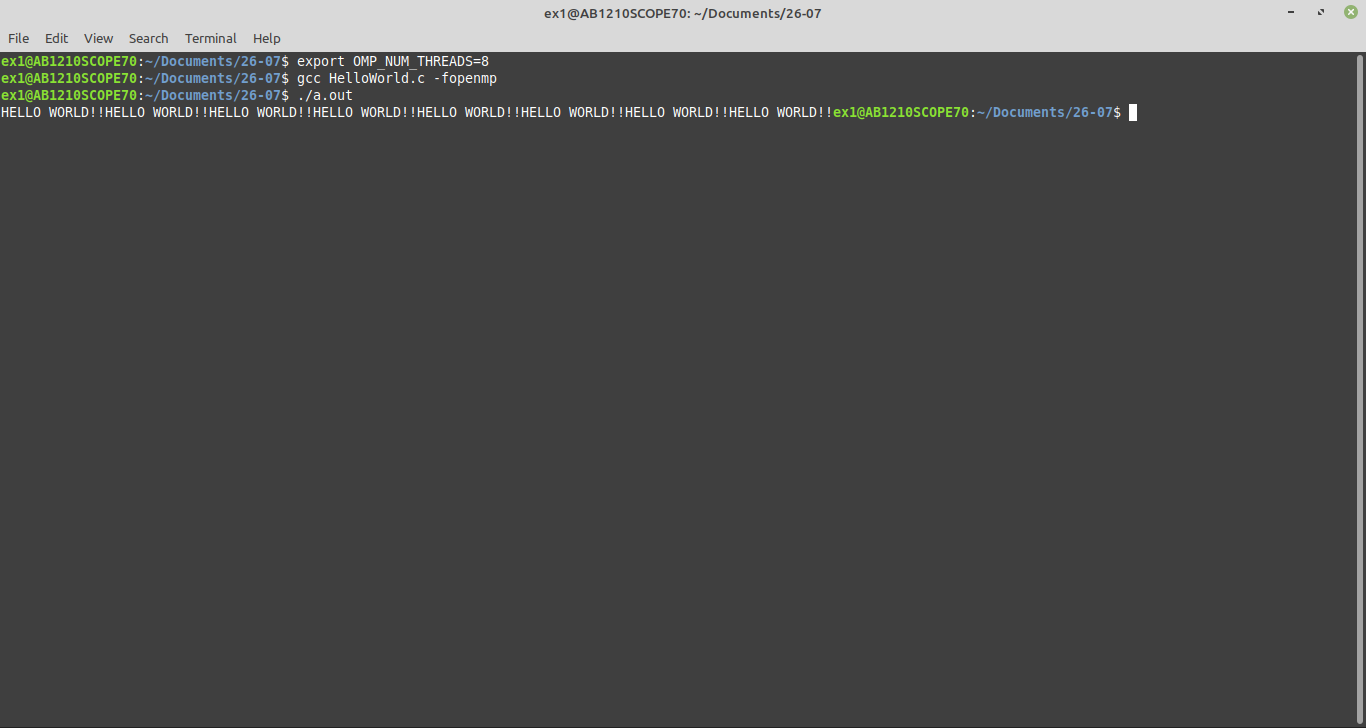 ex1@AB1210SCOPE70: ~/Documents/26-07
File Edit View Search Terminal Help
ex1@AB1210SCOPE70:~/Documents/26-07$ export OMP_NUM_THREADS=8
ex1@AB1210SCOPE70:~/Documents/26-07$ gcc HelloWorld.c -fopenmp
ex1@AB1210SCOPE70:~/Documents/26-07$ ./a.out
HELLO WORLD!!HELLO WORLD!!HELLO WORLD!!HELLO WORLD!!HELLO WORLD!!HELLO WORLD!!HELLO WORLD!!HELLO WORLD!!ex1@AB1210SCOPE70:~/Documents/26-07$